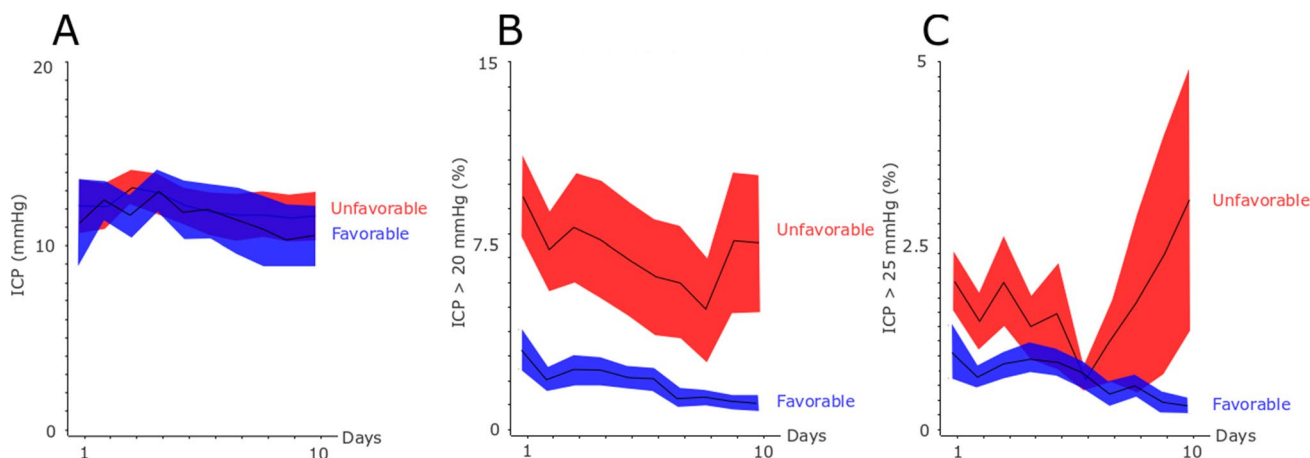 A
20
10
0
ICP (mmHg)
Unfavorable
Favorable
1
10
Days
B
15
7.5
0
ICP > 20 mmHg (%)
Unfavorable
Favorable
1
10
Days
C
5
2.5
0
ICP > 25 mmHg (%)
Unfavorable
Favorable
1
10
Days